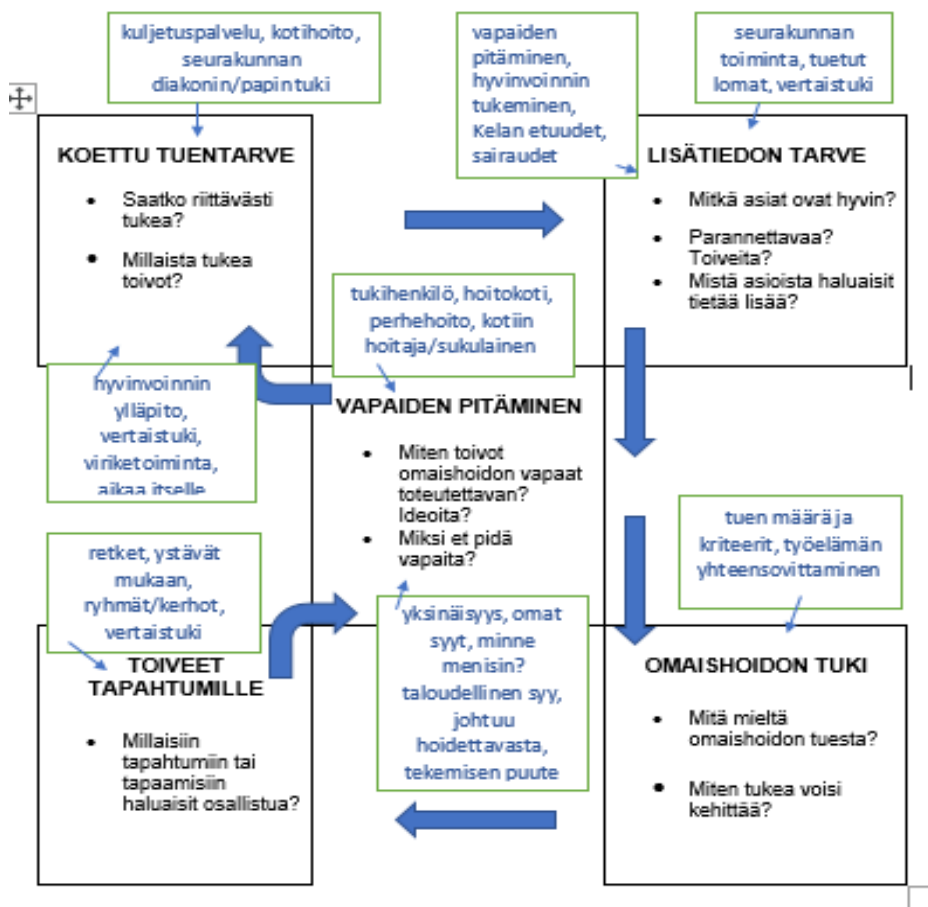 kuljetuspalvelu, kotihoito,
seurakunnan
diakonin/papin tuki
vapaiden
pitäminen,
hyvinvoinnin
tukeminen,
Kelan etuudet,
sairaudet
seurakunnan
toiminta, tuetut
lomat, vertaistuki
KOETTU TUENTARVE
• Saatko riittävästi
tukea?
• Millaista tukea
toivot?
LISÄTIEDON TARVE
• Mitkä asiat ovat hyvin?
• Parannettavaa?
Toiveita?
• Mistä asioista haluaisit
tietää lisää?
tukihenkilö, hoitokoti,
perhehoito, kotiin
hoitaja/sukulainen
hyvinvoinnin
ylläpito,
vertaistuki,
viriketoiminta,
aikaa itselle
VAPAIDEN PITÄMINEN
• Miten toivot
omaishoidon vapaat
toteutettavan?
Ideoita?
• Miksi et pidä
vapaita?
retket, ystävät
mukaan,
ryhmät/kerhot,
vertaistuki
tuen määrä ja
kriteerit, työelämän
yhteensovittaminen
yksinäisyys, omat
syyt, minne
menisin?
taloudellinen syy,
johtuu
hoidettavasta,
tekemisen puute
TOIVEET
TAPAHTUMILLE
• Millaisiin
tapahtumiin tai
tapaamisiin
haluaisit osallistua?
OMAISHOIDON TUKI
• Mitä mieltä
omaishoidon tuesta?
• Miten tukea voisi
kehittää?